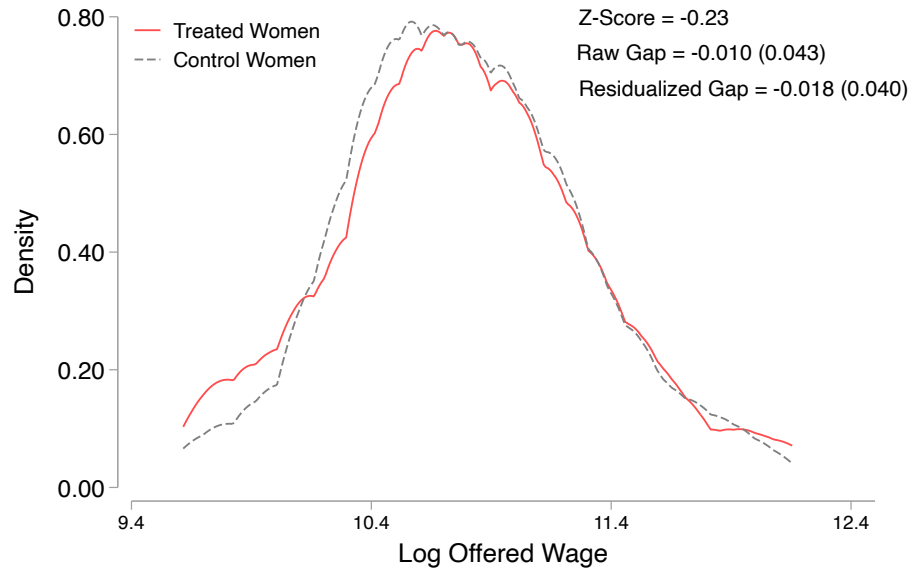 Z-Score = -0.23
Raw Gap = -0.010 (0.043)
Residualized Gap = -0.018 (0.040)
Treated Women
Control Women
Density
0.80
0.60
0.40
0.20
0.00
9.4
10.4
11.4
12.4
Log Offered Wage